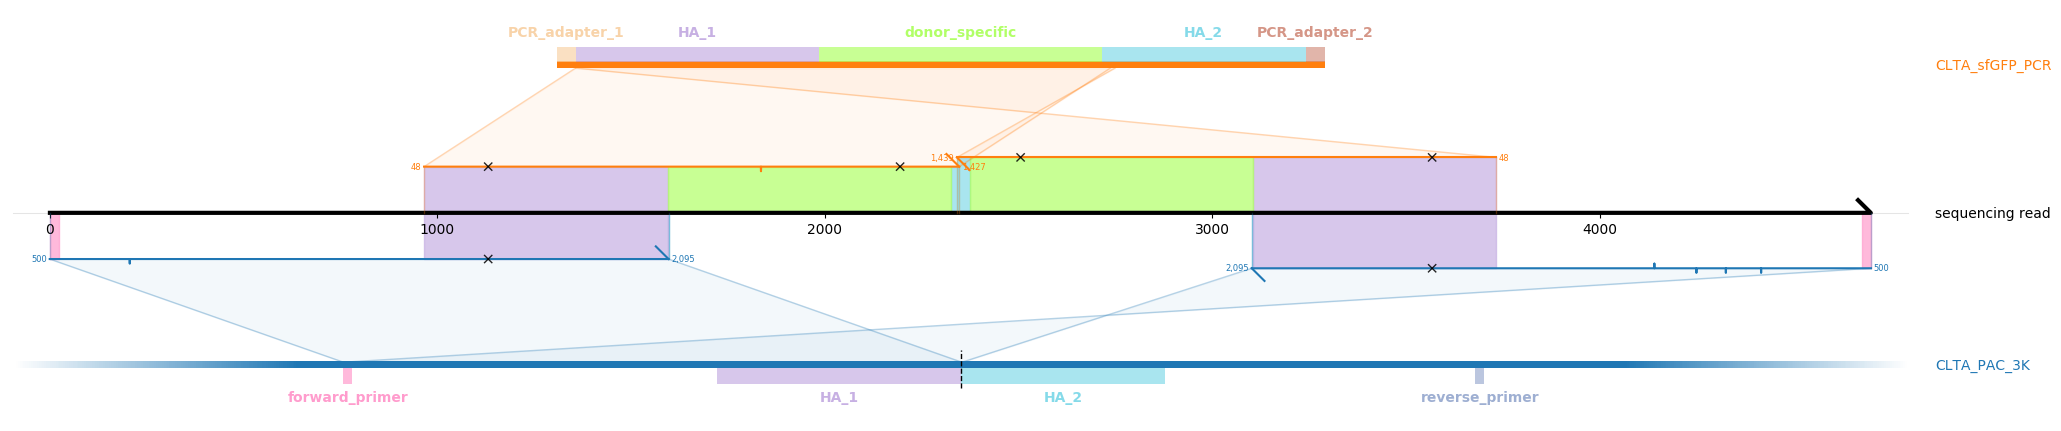 PCR_adapter_1 HA_1 donor_specific HA_2 PCR_adapter_2
CLTA_sfGFP_PCR
1,439 48
48 1,427
sequencing read
0 1000 2000 3000 4000
500 2,095
2,095 500
CLTA_PAC_3K
forward_primer HA_1 HA_2 reverse_primer